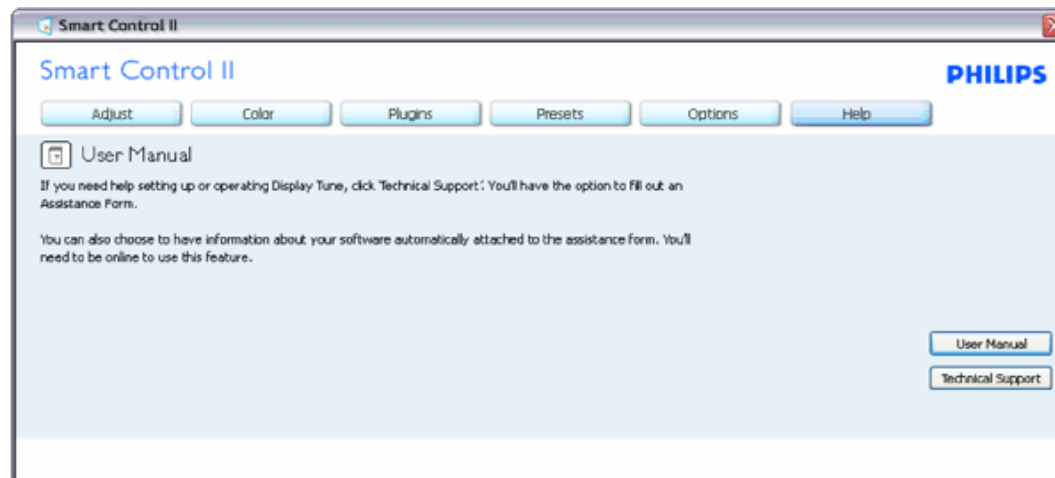 Smart Control II
Smart Control II
PHILIPS
Adjust Color Plugins Presets Options Help
User Manual
If you need help setting up or operating Display Tune, click Technical Support'. You'll have the option to fill out an
Assistance Form.
You can also choose to have information about your software automatically attached to the assistance form. You'll
need to be online to use this feature.
User Manual
Technical Support